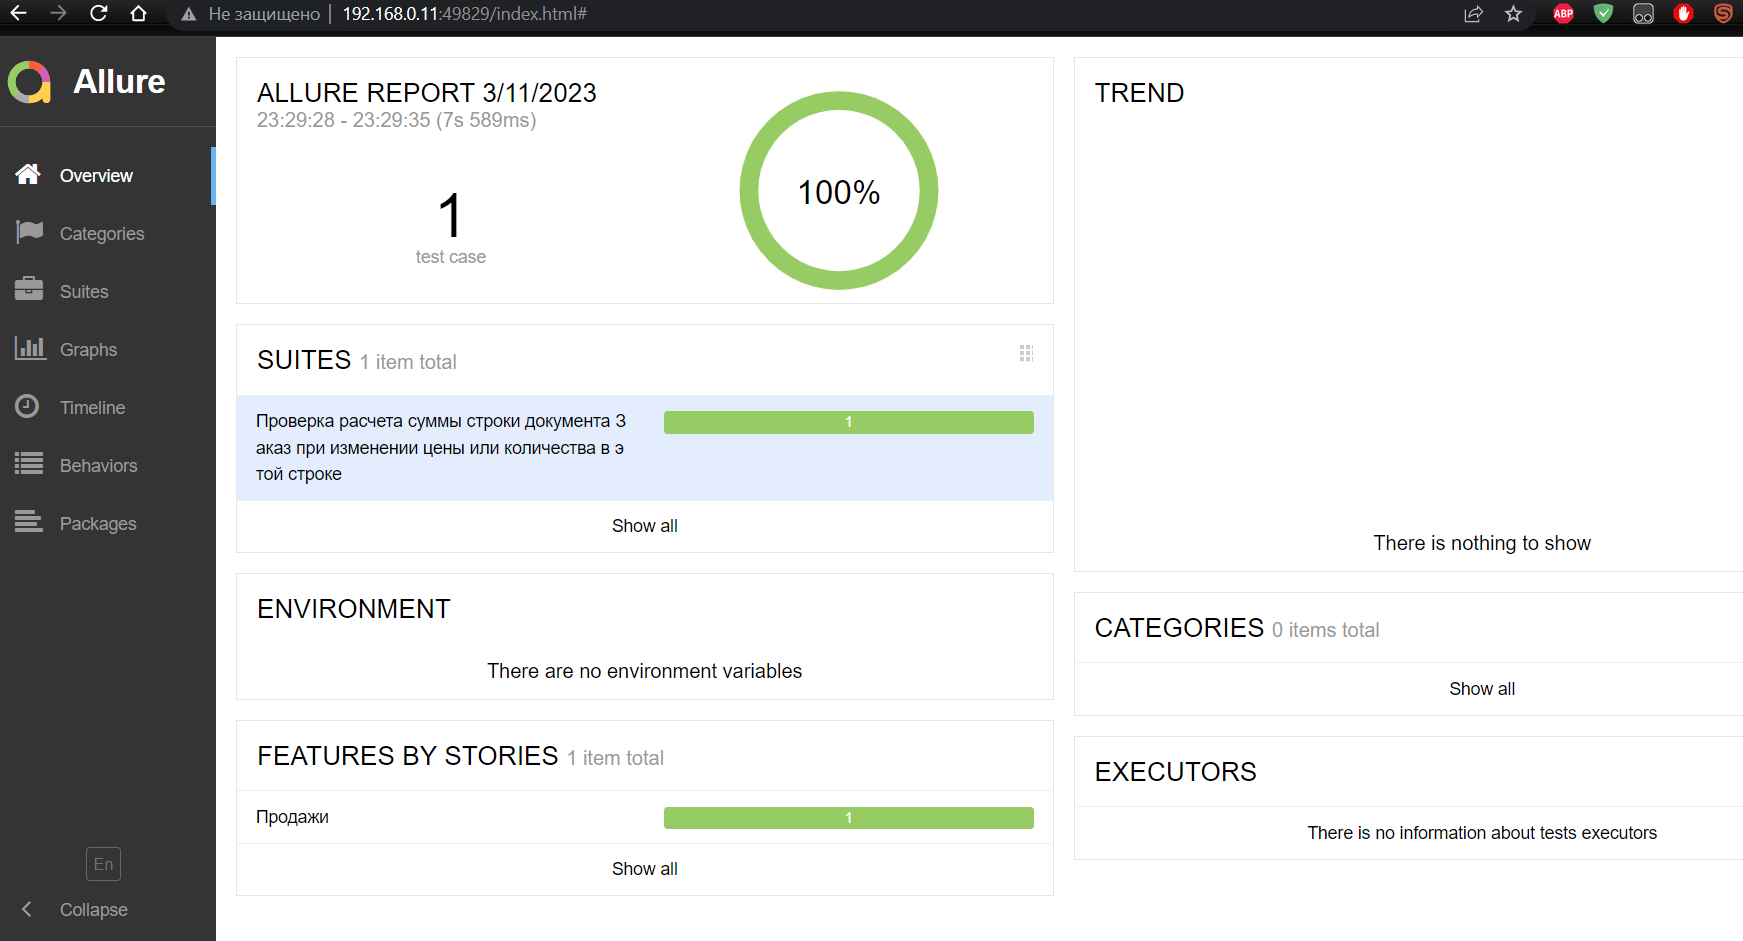 Не защищено | 192.168.0.11:49829/index.html#
ABP
Allure
Overview
Categories
Suites
Graphs
Timeline
Behaviors
Packages
En
Collapse
ALLURE REPORT 3/11/2023
23:29:28 - 23:29:35 (7s 589ms)
1
test case
100%
SUITES 1 item total
Проверка расчета суммы строки документа З
аказ при изменении цены или количества в э
той строке
1
Show all
ENVIRONMENT
There are no environment variables
FEATURES BY STORIES 1 item total
Продажи
1
Show all
TREND
There is nothing to show
CATEGORIES 0 items total
Show all
EXECUTORS
There is no information about tests executors